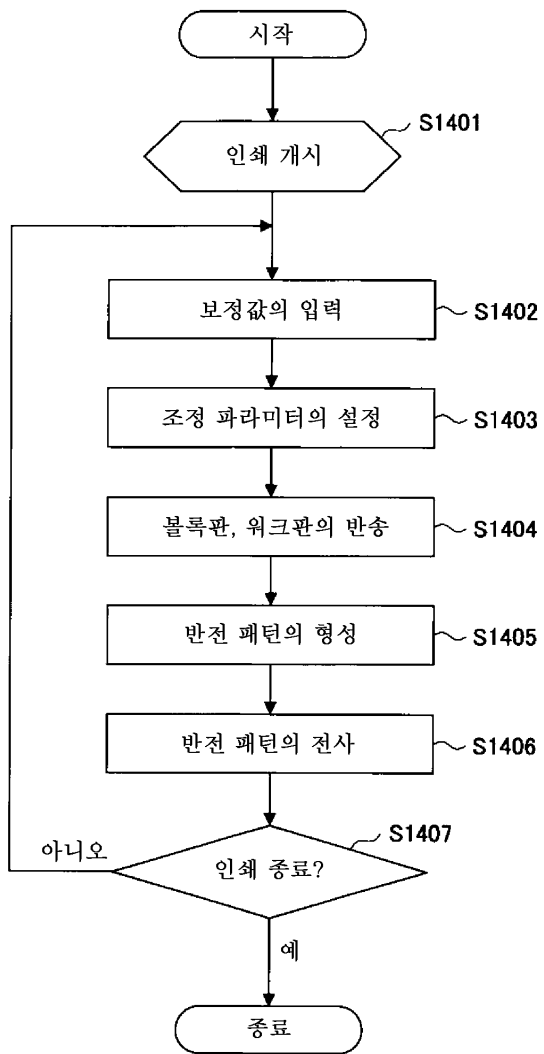 시작
S1401
인쇄 개시
보정값의 입력
S1402
조정 파라미터의 설정
S1403
볼록판, 워크판의 반송
S1404
반전 패턴의 형성
S1405
반전 패턴의 전사
S1406
S1407
아니오
인쇄 종료?
예
종료